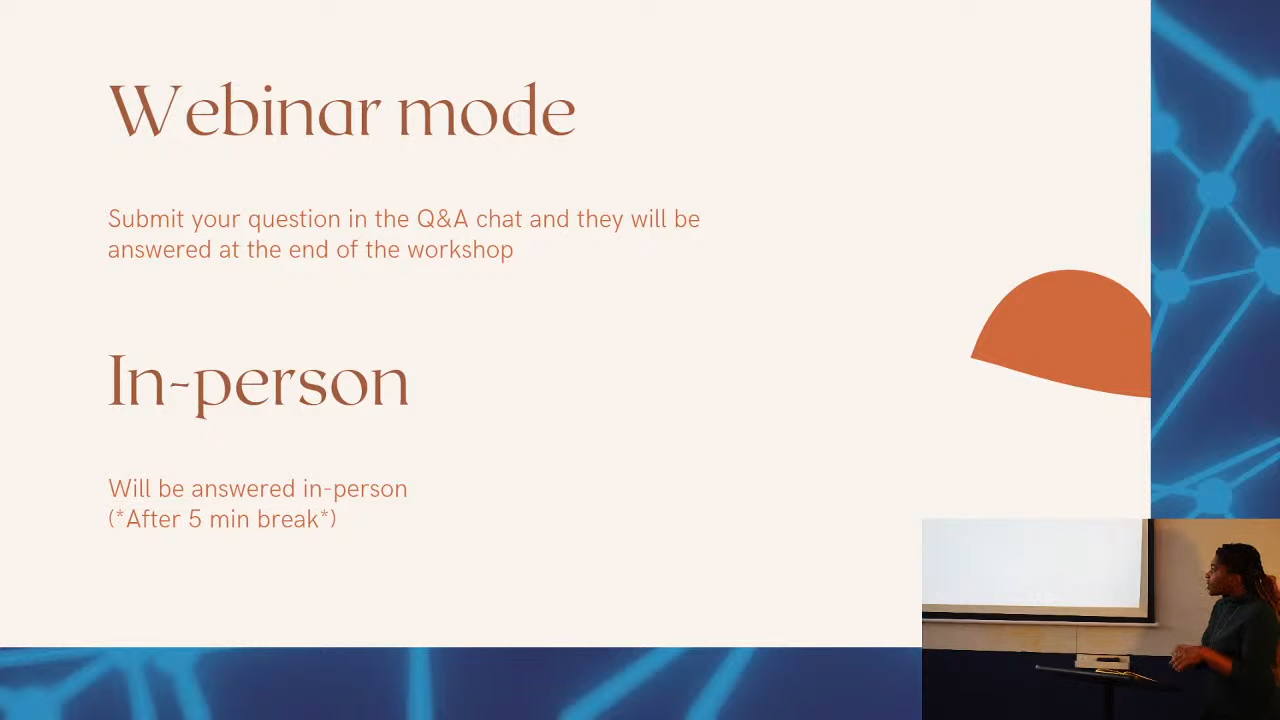 Webinar mode
Submit your question in the Q&A chat and they will be
answered at the end of the workshop
In-person
Will be answered in-person
(*After 5 min break*)